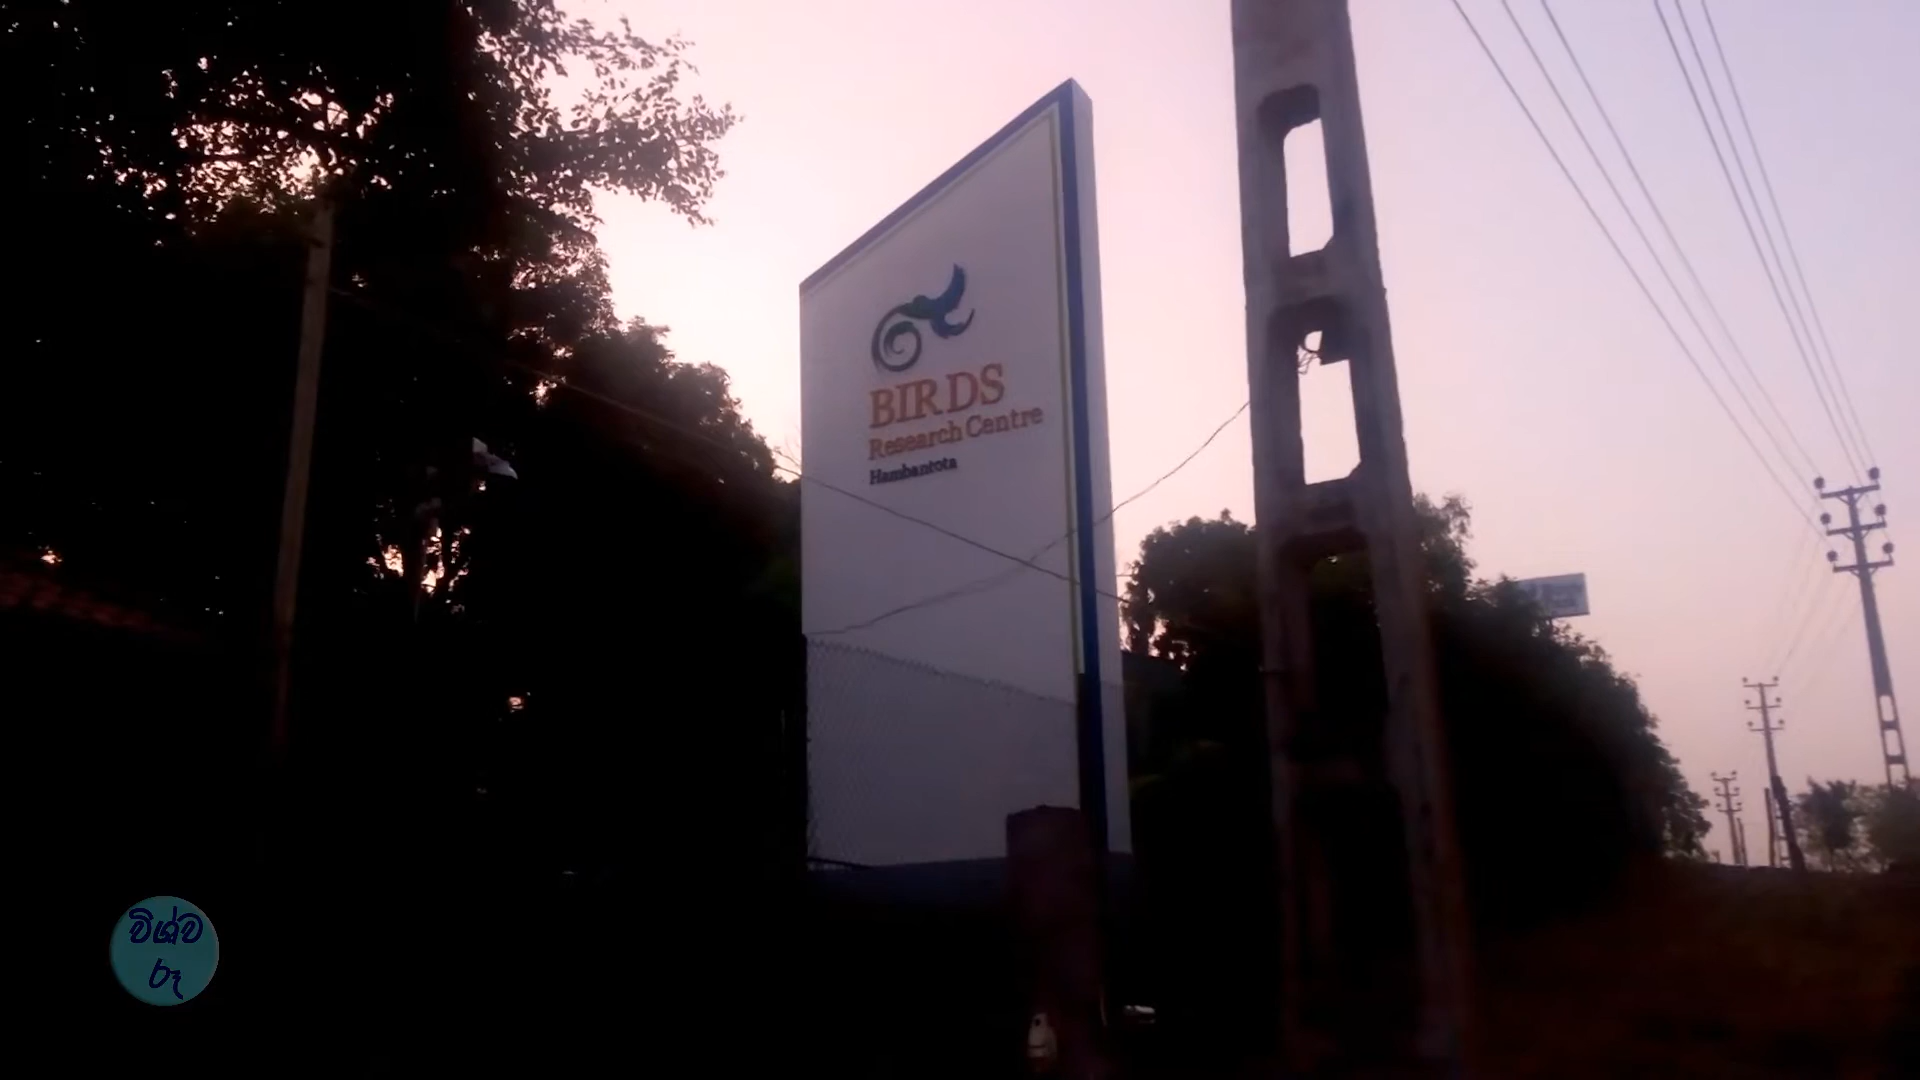 BIRDS
Research Centre
Hambantota
විශ්ව
රූ